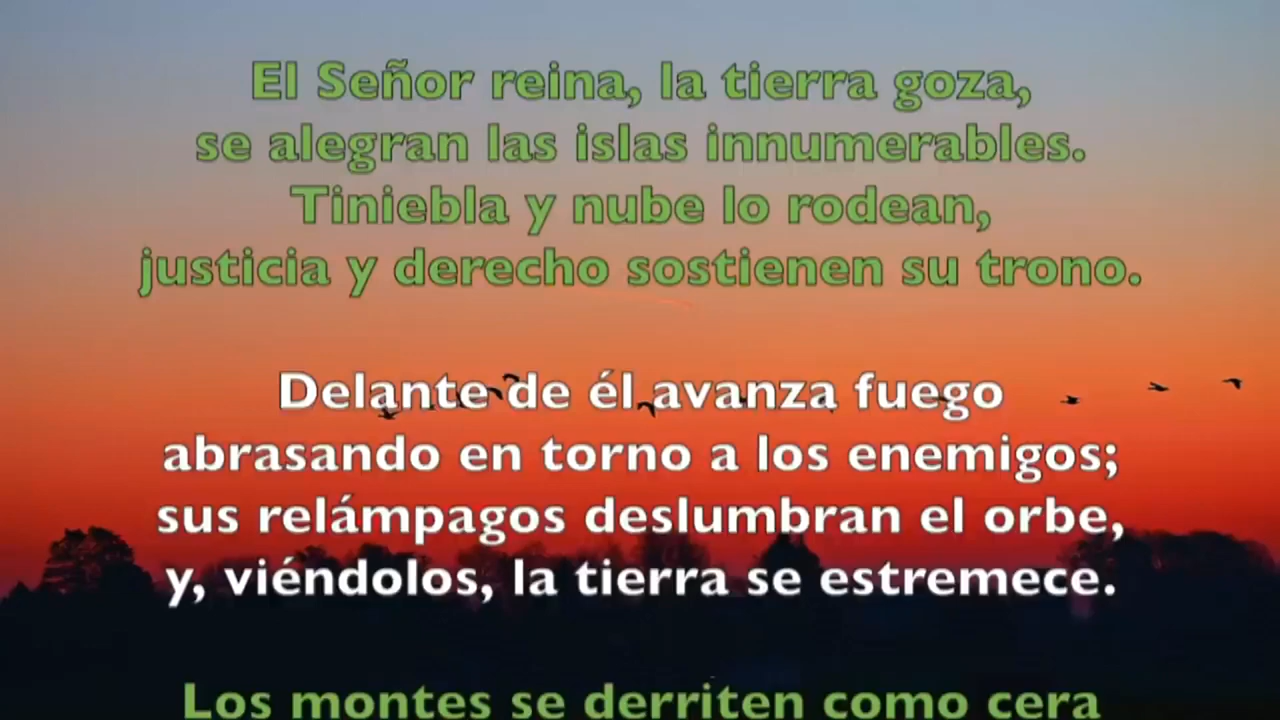 El Señor reina, la tierra goza,
se alegran las islas innumerables.
Tiniebla y nube lo rodean,
justicia y derecho sostienen su trono.
Delante de él avanza fuego
abrasando en torno a los enemigos;
sus relámpagos deslumbran el orbe,
y, viéndolos, la tierra se estremece.
Los montes se derriten como cera